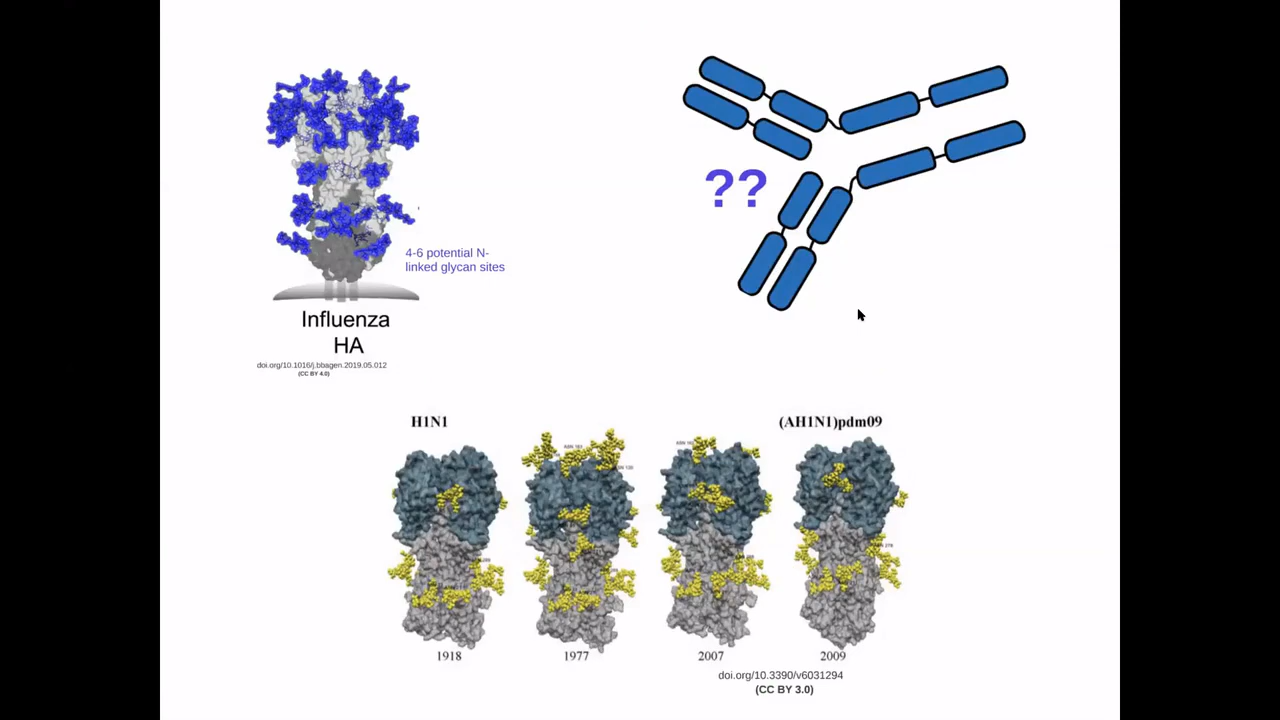 4-6 potential N-
linked glycan sites
Influenza
HA
doi.org/10.1016/j.bbagen.2019.05.012
(CC BY 4.0)
??
H1N1
(AH1N1)pdm09
1918
1977
2007
2009
doi.org/10.3390/v6031294
(CC BY 3.0)